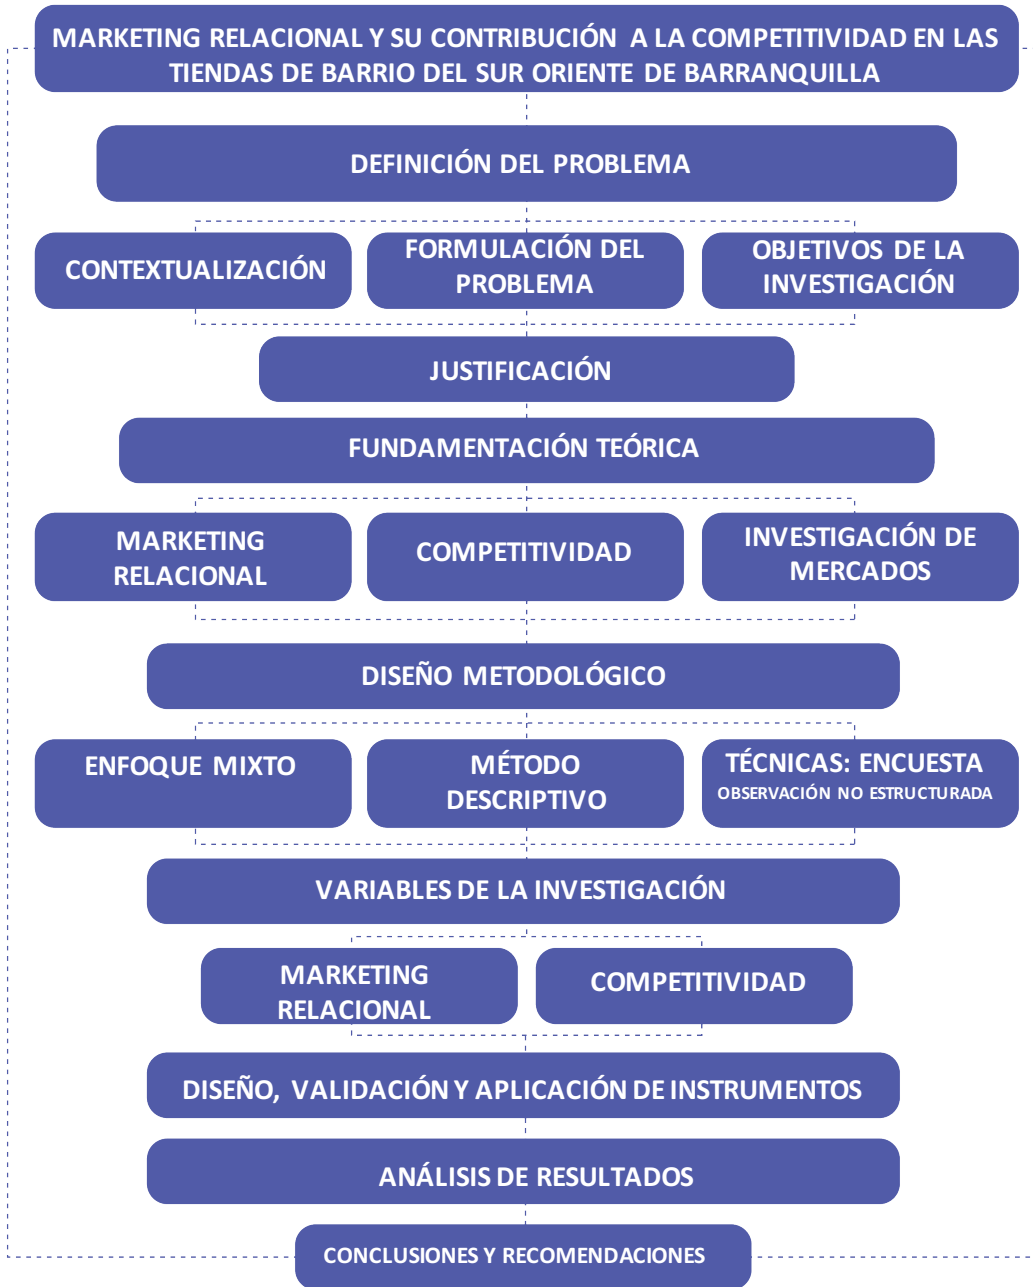 MARKETING RELACIONAL Y SU CONTRIBUCIÓN A LA COMPETITIVIDAD EN LAS
TIENDAS DE BARRIO DEL SUR ORIENTE DE BARRANQUILLA
DEFINICIÓN DEL PROBLEMA
CONTEXTUALIZACIÓN
FORMULACIÓN DEL
PROBLEMA
OBJETIVOS DE LA
INVESTIGACIÓN
JUSTIFICACIÓN
FUNDAMENTACIÓN TEÓRICA
MARKETING
RELACIONAL
COMPETITIVIDAD
INVESTIGACIÓN DE
MERCADOS
DISEÑO METODOLÓGICO
ENFOQUE MIXTO
MÉTODO
DESCRIPTIVO
TÉCNICAS: ENCUESTA
OBSERVACIÓN NO ESTRUCTURADA
VARIABLES DE LA INVESTIGACIÓN
MARKETING
RELACIONAL
COMPETITIVIDAD
DISEÑO, VALIDACIÓN Y APLICACIÓN DE INSTRUMENTOS
ANÁLISIS DE RESULTADOS
CONCLUSIONES Y RECOMENDACIONES